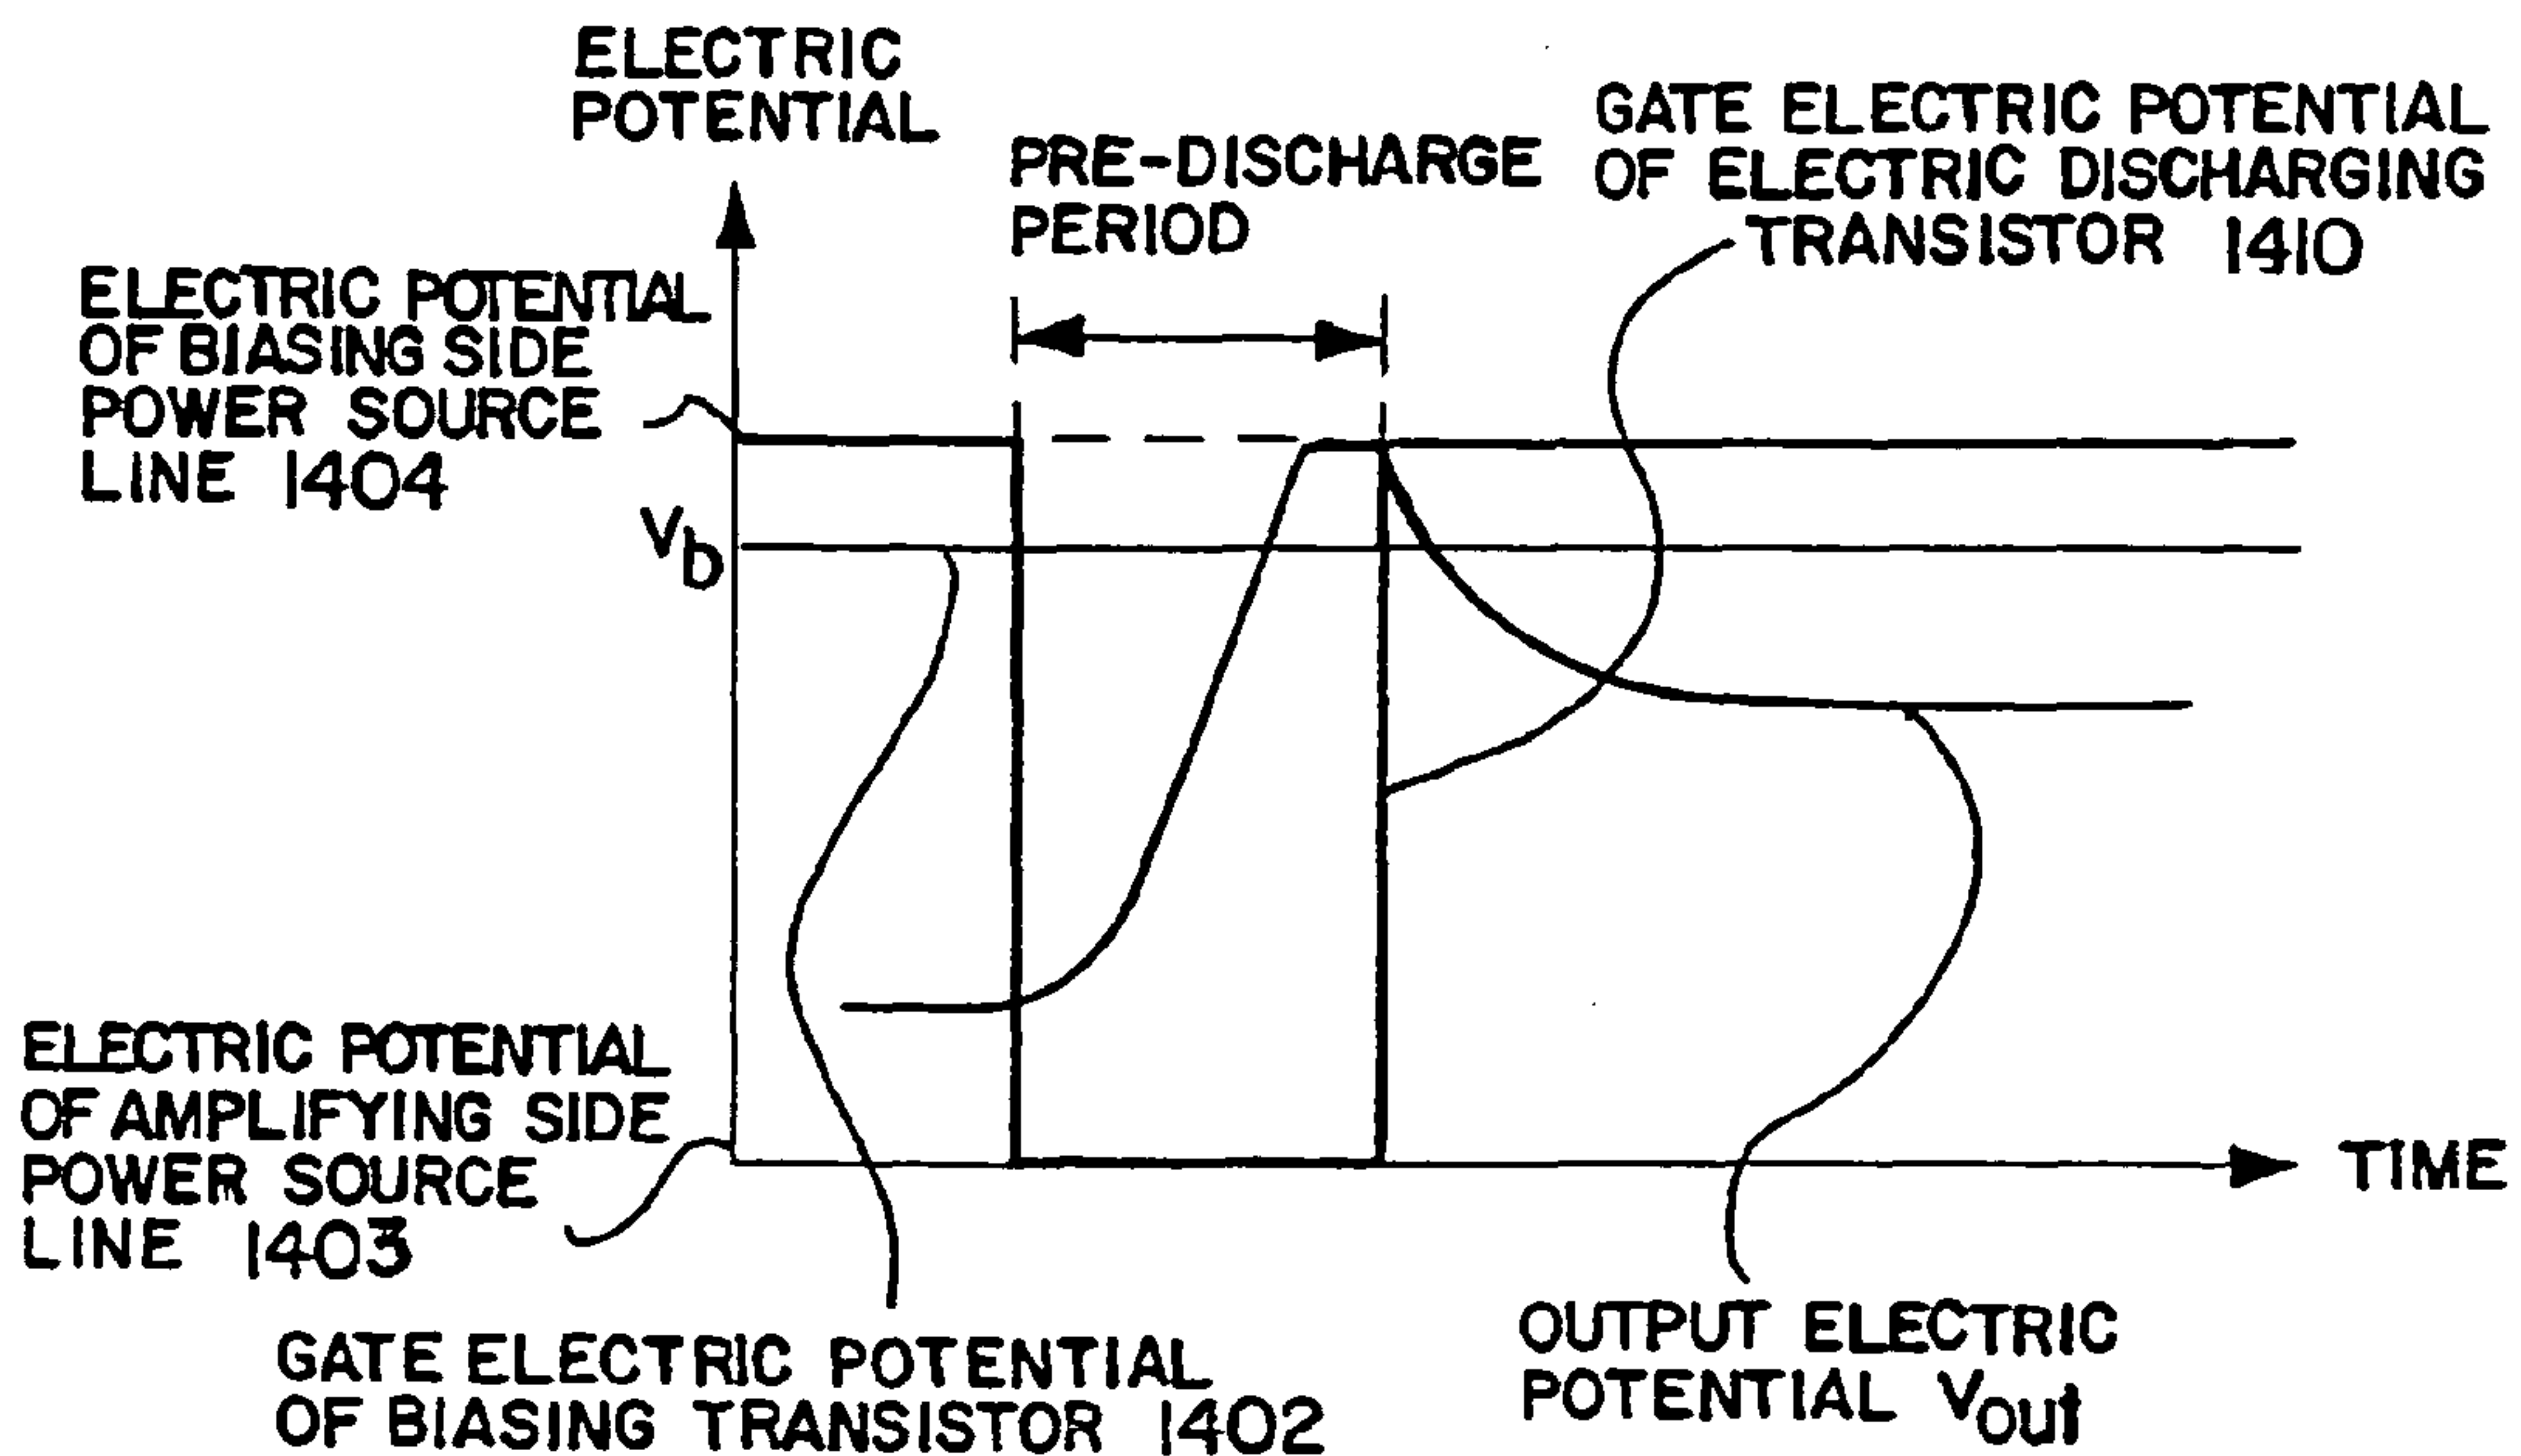 ELECTRIC
POTENTIAL
PRE-DISCHARGE
PERIOD
GATE ELECTRIC POTENTIAL
OF ELECTRIC DISCHARGING
TRANSISTOR 1410
ELECTRIC POTENTIAL
OF BIASING SIDE
POWER SOURCE
LINE 1404
Vb
ELECTRIC POTENTIAL
OF AMPLIFYING SIDE
POWER SOURCE
LINE 1403
TIME
GATE ELECTRIC POTENTIAL
OF BIASING TRANSISTOR 1402
OUTPUT ELECTRIC
POTENTIAL Vout